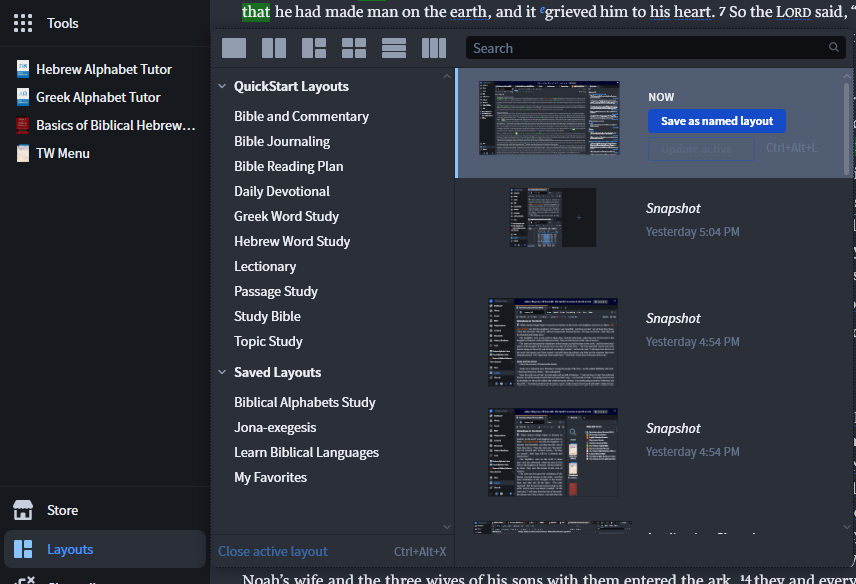 that he had made man on the earth, and it e grieved him to his heart. 7 So the LORD said, “
Tools
Hebrew Alphabet Tutor
Greek Alphabet Tutor
Basics of Biblical Hebrew...
TW Menu
Store
Layouts
Search
QuickStart Layouts
Bible and Commentary
Bible Journaling
Bible Reading Plan
Daily Devotional
Greek Word Study
Hebrew Word Study
Lectionary
Passage Study
Study Bible
Topic Study
Saved Layouts
Biblical Alphabets Study
Jona-exegesis
Learn Biblical Languages
My Favorites
Close active layout Ctrl+Alt+X
NOW
Save as named layout
Update active Ctrl+Alt+L
Snapshot
Yesterday 5:04 PM
Snapshot
Yesterday 4:54 PM
Snapshot
Yesterday 4:54 PM
Noah’s wife and the three wives of his sons with them entered the ark, 14 they and every